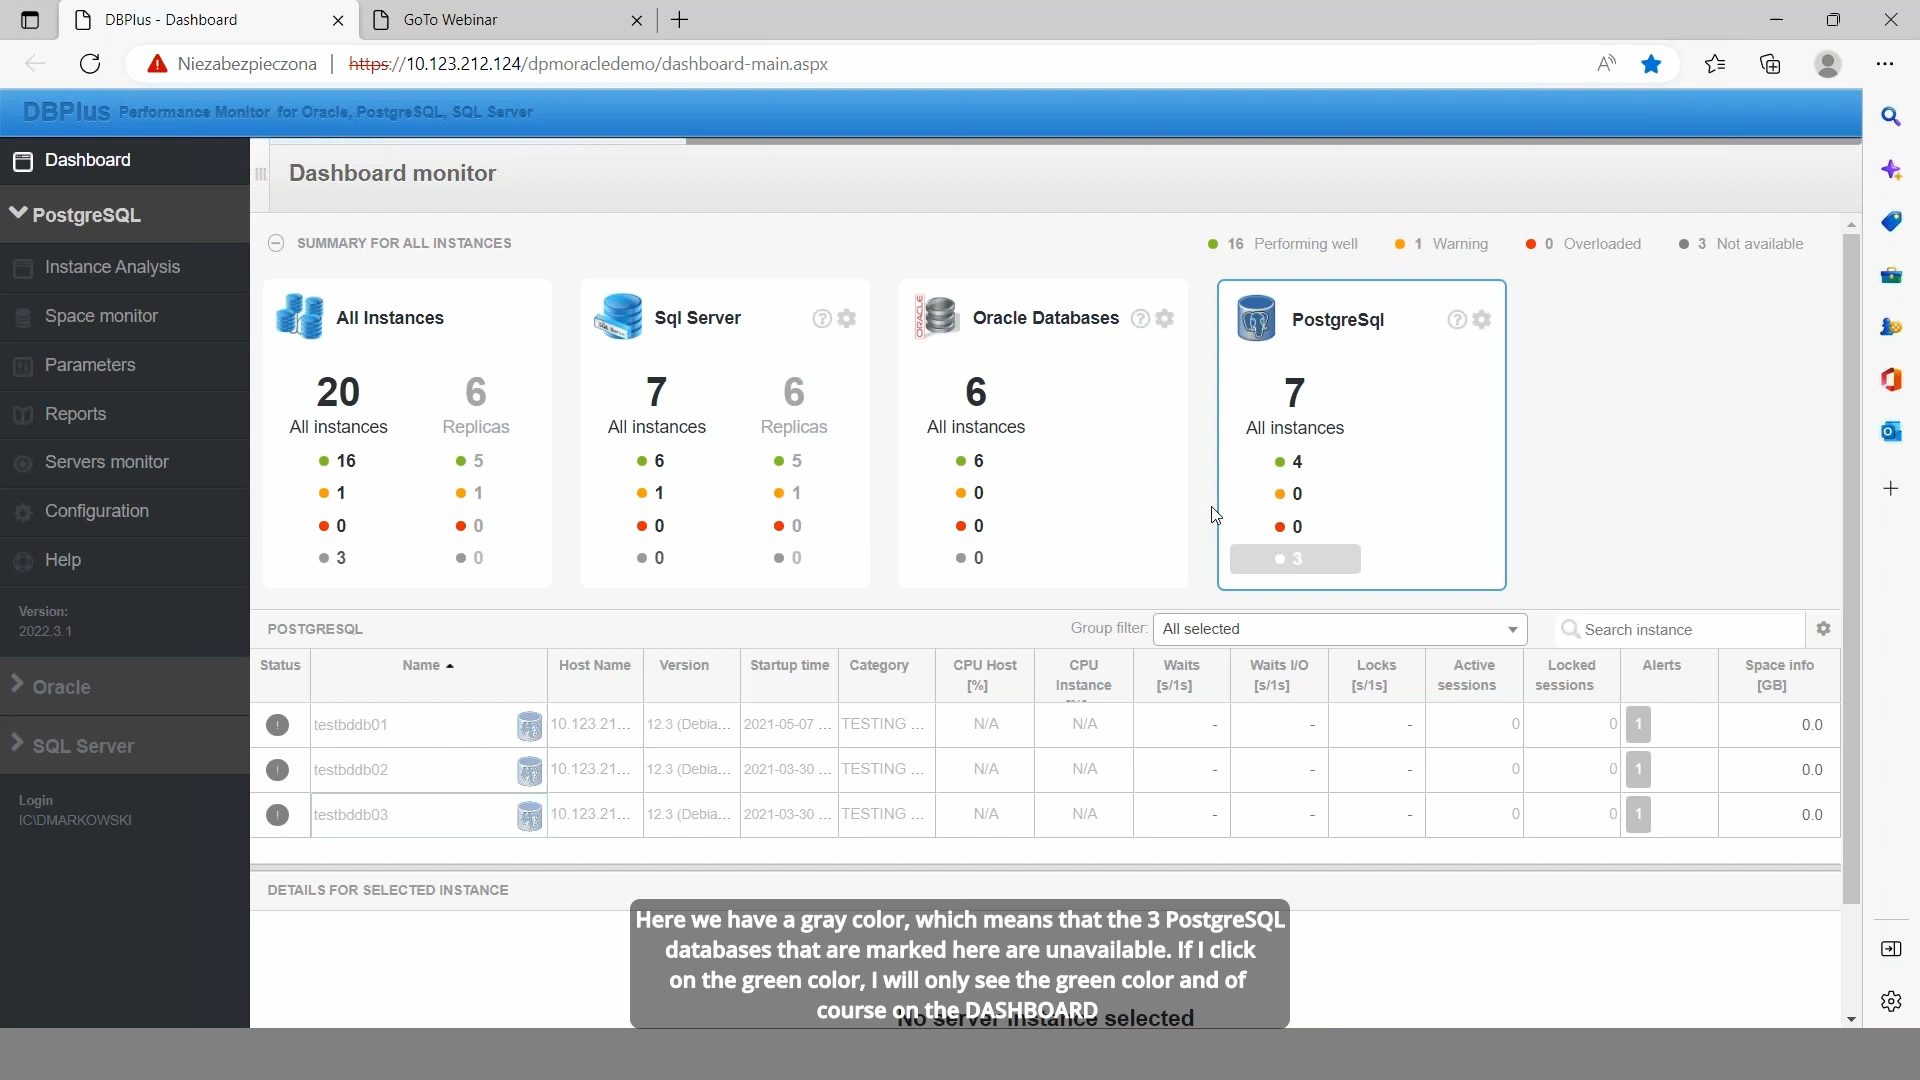 DBPlus - Dashboard
GoTo Webinar
Niezabezpieczona
https://10.123.212.124/dpmoracledemo/dashboard-main.aspx
DBPlus Performance Monitor for Oracle, PostgreSQL, SQL Server
Dashboard
PostgreSQL
Instance Analysis
Space monitor
Parameters
Reports
Servers monitor
Configuration
Help
Version:
2022.3.1
Oracle
SQL Server
Login
IC\DMARKOWSKI
Dashboard monitor
SUMMARY FOR ALL INSTANCES
16 Performing well 1 Warning 0 Overloaded 3 Not available
All Instances
20 6
All instances Replicas
16 5
1 1
0 0
3 0
Sql Server
7 6
All instances Replicas
6 5
1 1
0 0
0 0
ORACLE
Oracle Databases
6
All instances
6
0
0
0
PostgreSql
7
All instances
4
0
0
3
POSTGRESQL
Group filter: All selected
Search instance
Status Name Host Name Version Startup time Category CPU Host [%] CPU Instance Waits [s/1s] Waits I/O [s/1s] Locks [s/1s] Active sessions Locked sessions Alerts Space info [GB]
testbddb01 10.123.21... 12.3 (Debia... 2021-05-07 ... TESTING ... N/A N/A - - - 0 0 1 0.0
testbddb02 10.123.21... 12.3 (Debia... 2021-03-30 ... TESTING ... N/A N/A - - - 0 0 1 0.0
testbddb03 10.123.21... 12.3 (Debia... 2021-03-30 ... TESTING ... N/A N/A - - - 0 0 1 0.0
DETAILS FOR SELECTED INSTANCE
Here we have a gray color, which means that the 3 PostgreSQL
databases that are marked here are unavailable. If I click
on the green color, I will only see the green color and of
course on the DASHBOARD
No server instance selected